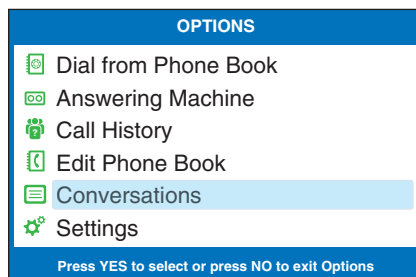 OPTIONS
Dial from Phone Book
Answering Machine
Call History
Edit Phone Book
Conversations
Settings
Press YES to select or press NO to exit Options